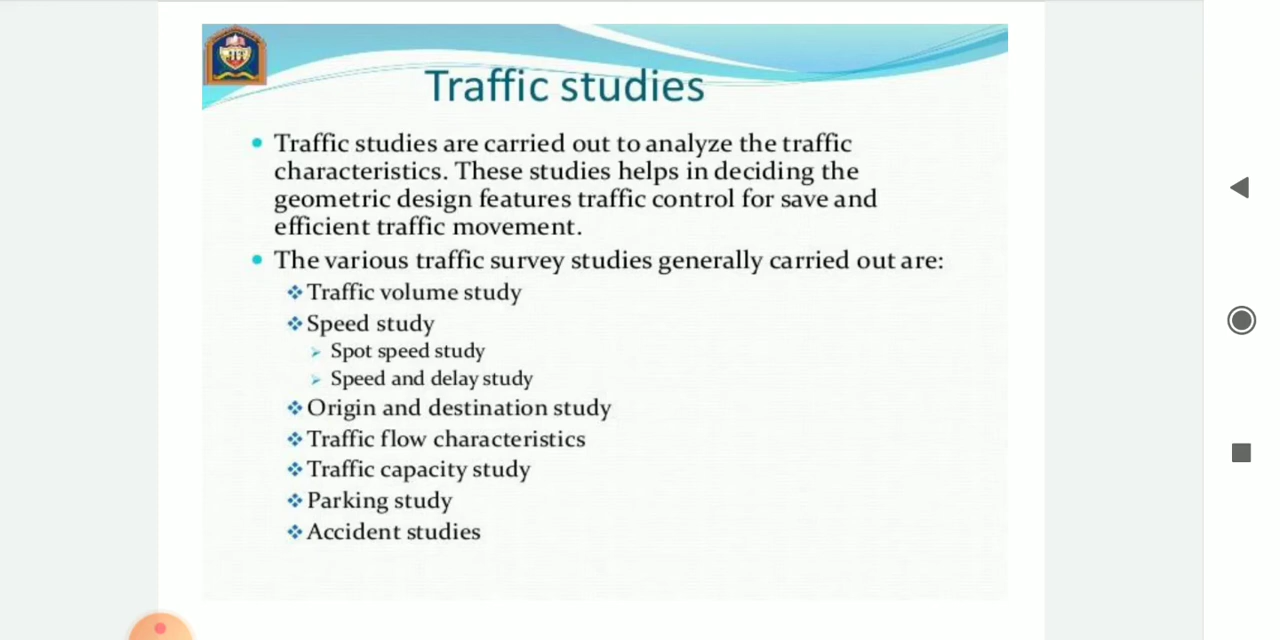 Traffic studies
Traffic studies are carried out to analyze the traffic
characteristics. These studies helps in deciding the
geometric design features traffic control for save and
efficient traffic movement.
The various traffic survey studies generally carried out are:
Traffic volume study
Speed study
Spot speed study
Speed and delay study
Origin and destination study
Traffic flow characteristics
Traffic capacity study
Parking study
Accident studies